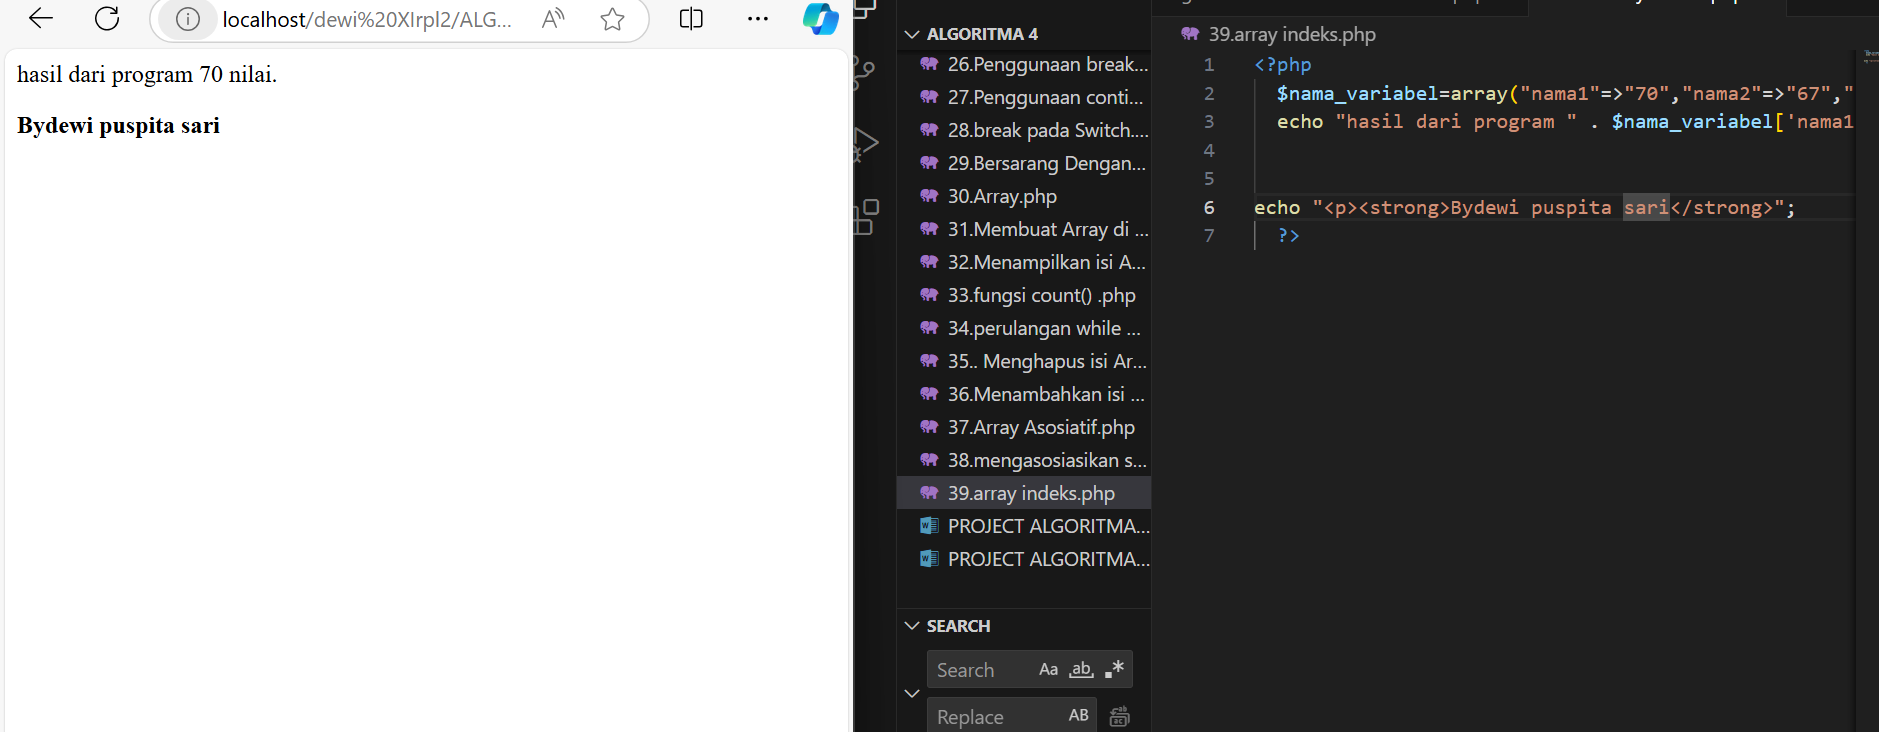 localhost/dewi%20XIrpl2/ALG...
hasil dari program 70 nilai.
Bydewi puspita sari
ALGORITMA 4
26.Penggunaan break...
27.Penggunaan conti...
28.break pada Switch....
29.Bersarang Dengan...
30.Array.php
31.Membuat Array di ...
32.Menampilkan isi A...
33.fungsi count() .php
34.perulangan while ...
35.. Menghapus isi Ar...
36.Menambahkan isi ...
37.Array Asosiatif.php
38.mengasosiasikan s...
39.array indeks.php
PROJECT ALGORITMA...
PROJECT ALGORITMA...
SEARCH
Search Aa ab .*
Replace AB
39.array indeks.php
1 <?php
2 $nama_variabel=array("nama1"=>"70","nama2"=>"67","
3 echo "hasil dari program " . $nama_variabel['nama1
4
5
6 echo "<p><strong>Bydewi puspita sari</strong>";
7 ?>